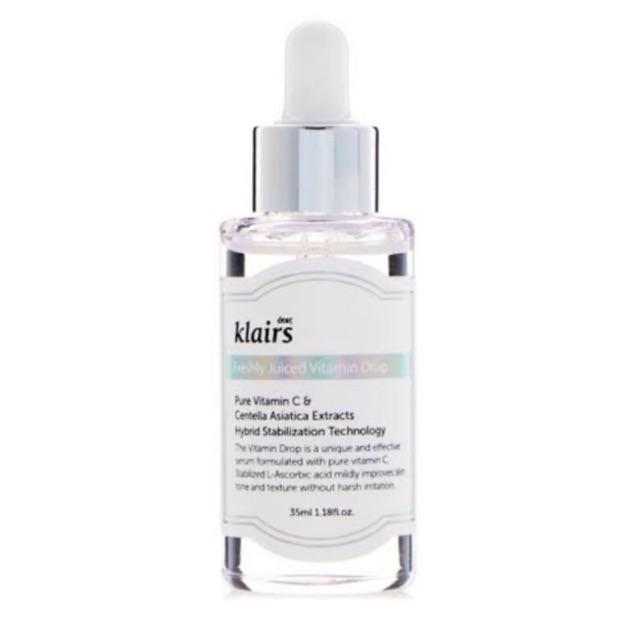 dear,
klairs
Freshly Juiced Vitamin Drop
Pure Vitamin C &
Centella Asiatica Extracts
Hybrid Stabilization Technology
The Vitamin Drop is a unique and effective
serum formulated with pure vitamin C.
Stabilized L-Ascorbic acid mildly improves skin
tone and texture without harsh irritation.
35ml 1.18fl.oz.